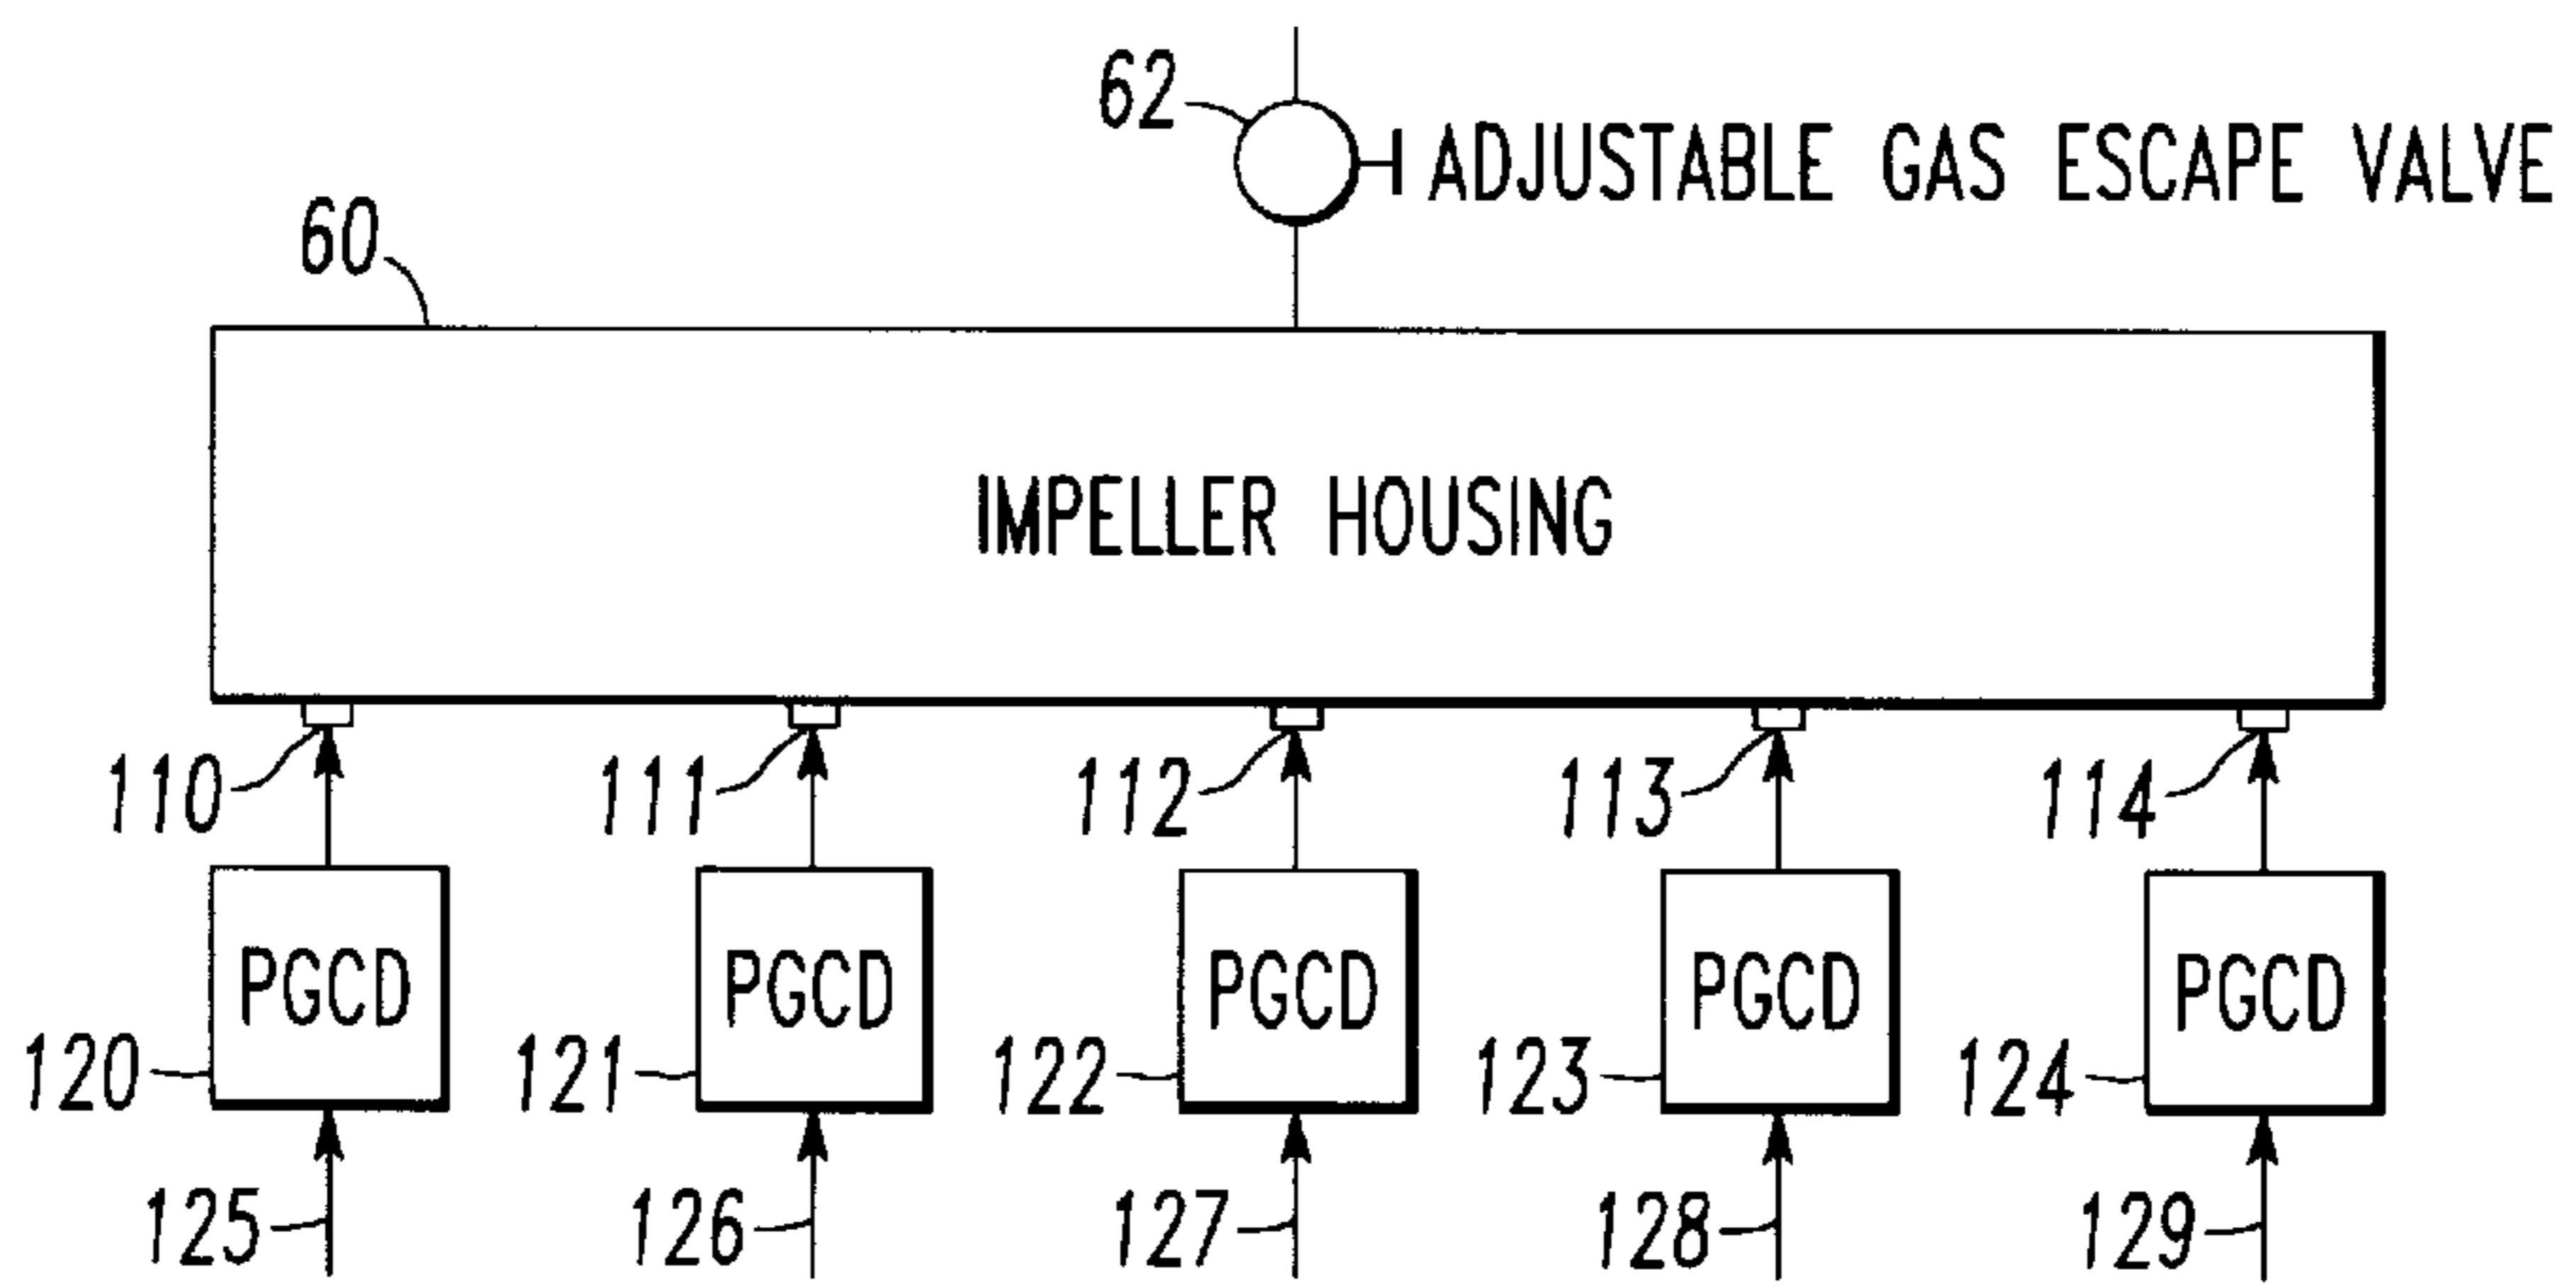 62
ADJUSTABLE GAS ESCAPE VALVE
60
IMPELLER HOUSING
110 111 112 113 114
PGCD PGCD PGCD PGCD PGCD
120 121 122 123 124
125 126 127 128 129